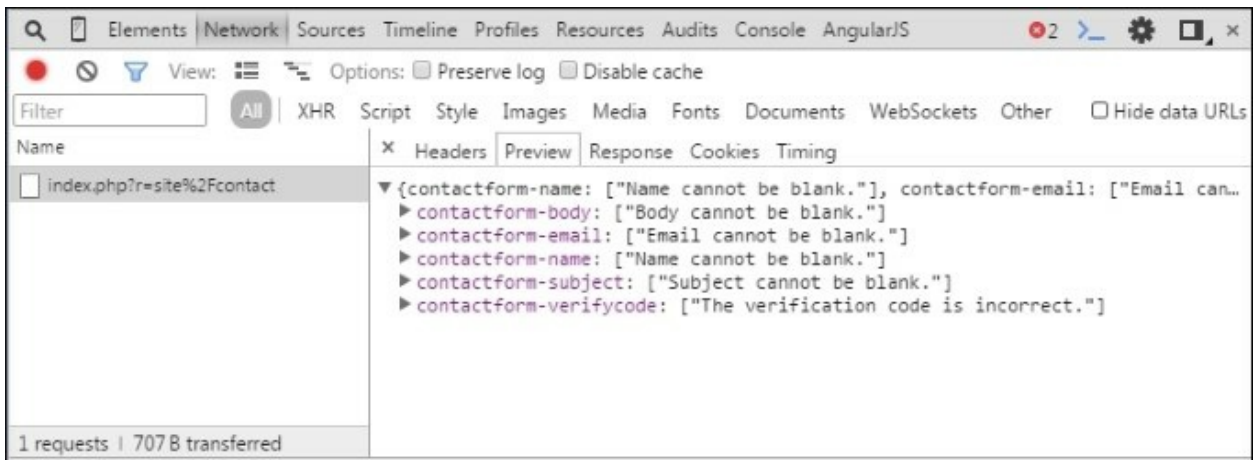 Elements Network Sources Timeline Profiles Resources Audits Console AngularJS 2
View: Options: Preserve log Disable cache
Filter All XHR Script Style Images Media Fonts Documents WebSockets Other Hide data URLs
Name × Headers Preview Response Cookies Timing
index.php?r=site%2Fcontact {contactform-name: ["Name cannot be blank."], contactform-email: ["Email can…
contactform-body: ["Body cannot be blank."]
contactform-email: ["Email cannot be blank."]
contactform-name: ["Name cannot be blank."]
contactform-subject: ["Subject cannot be blank."]
contactform-verifycode: ["The verification code is incorrect."]
1 requests | 707 B transferred